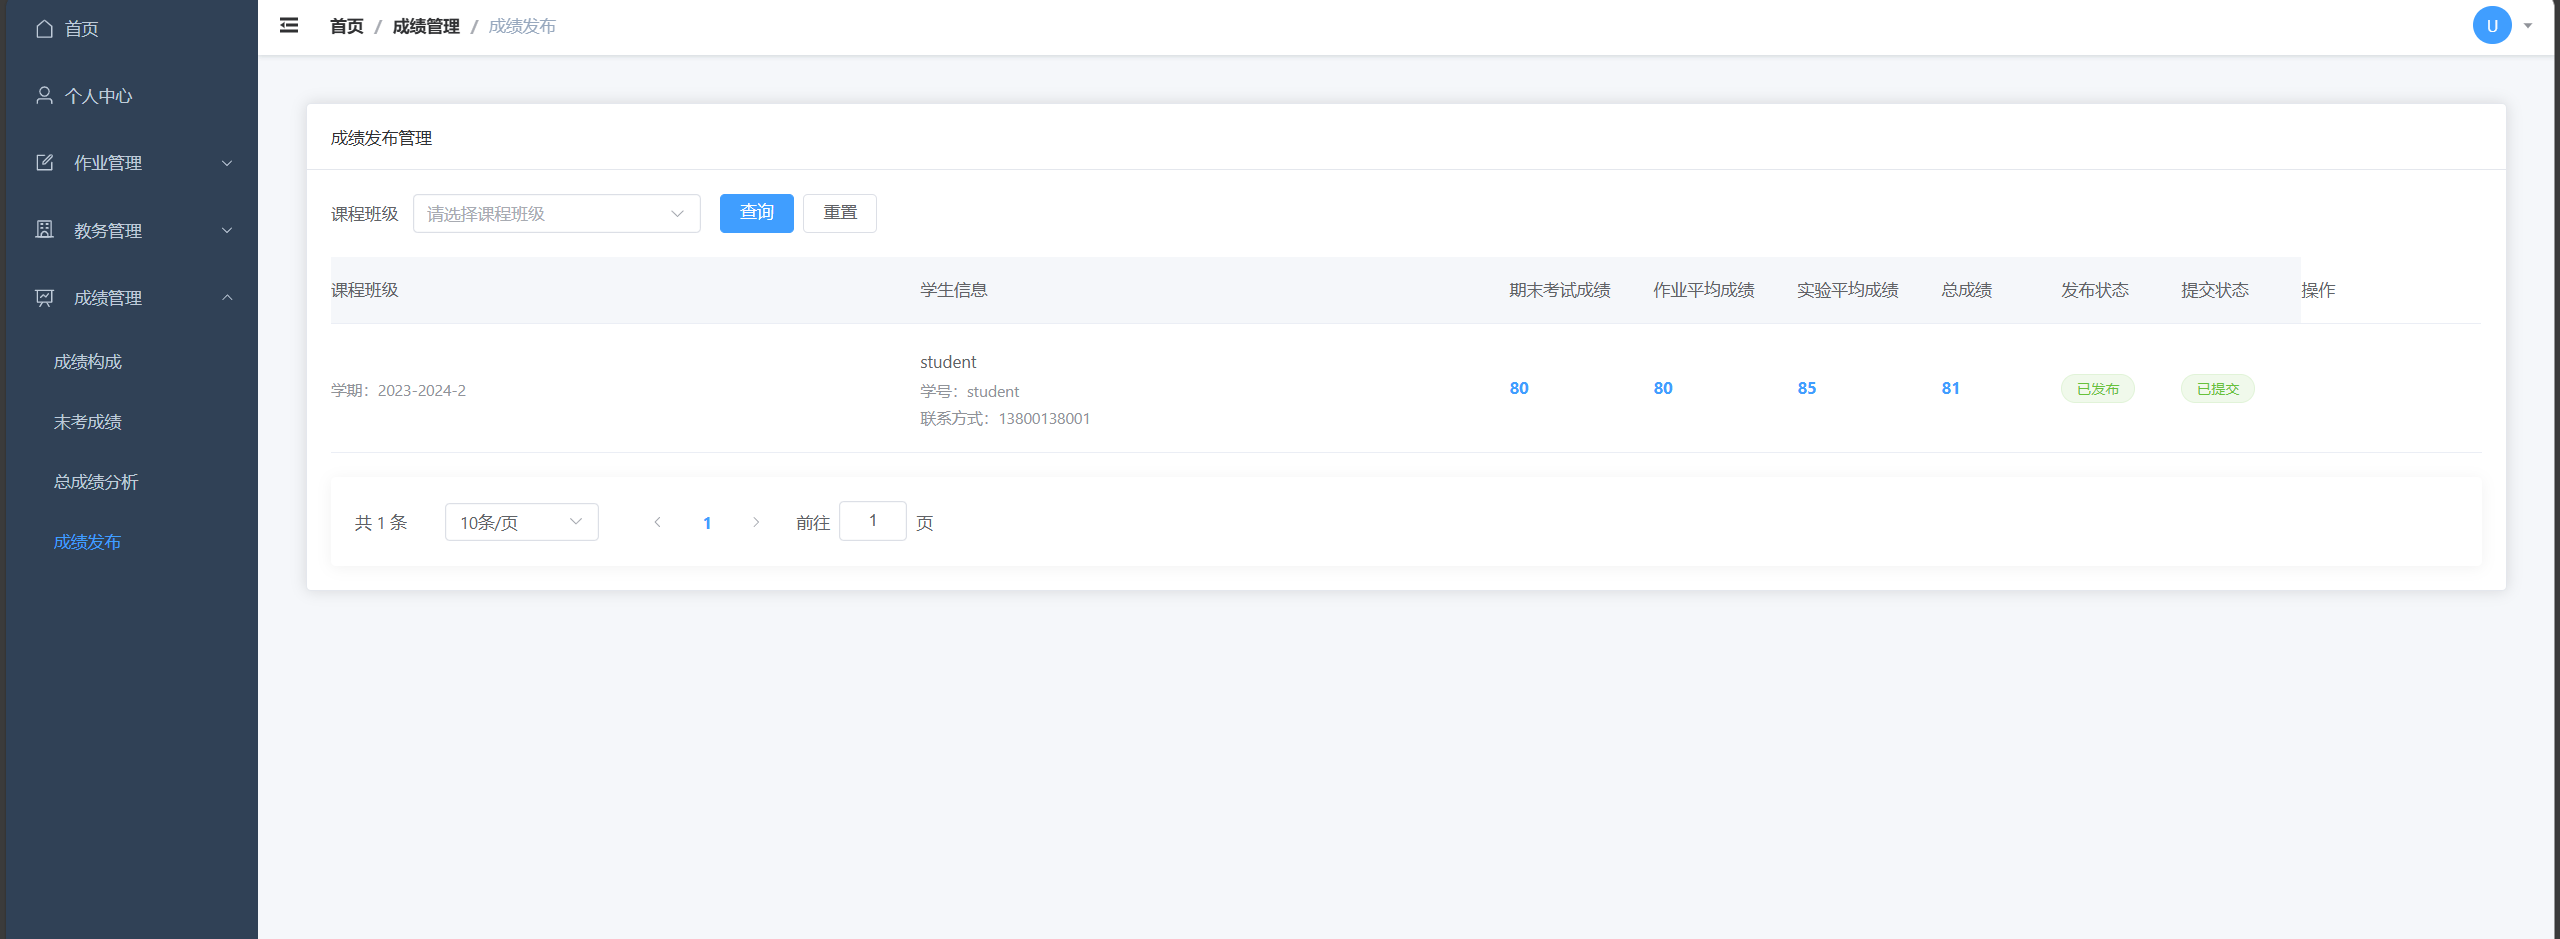 首页
个人中心
作业管理
教务管理
成绩管理
成绩构成
末考成绩
总成绩分析
成绩发布
首页 / 成绩管理 / 成绩发布
U
成绩发布管理
课程班级 请选择课程班级 查询 重置
课程班级 学生信息 期末考试成绩 作业平均成绩 实验平均成绩 总成绩 发布状态 提交状态 操作
student
学期：2023-2024-2 学号：student 80 80 85 81 已发布 已提交
联系方式：13800138001
共 1 条 10条/页 1 前往 1 页